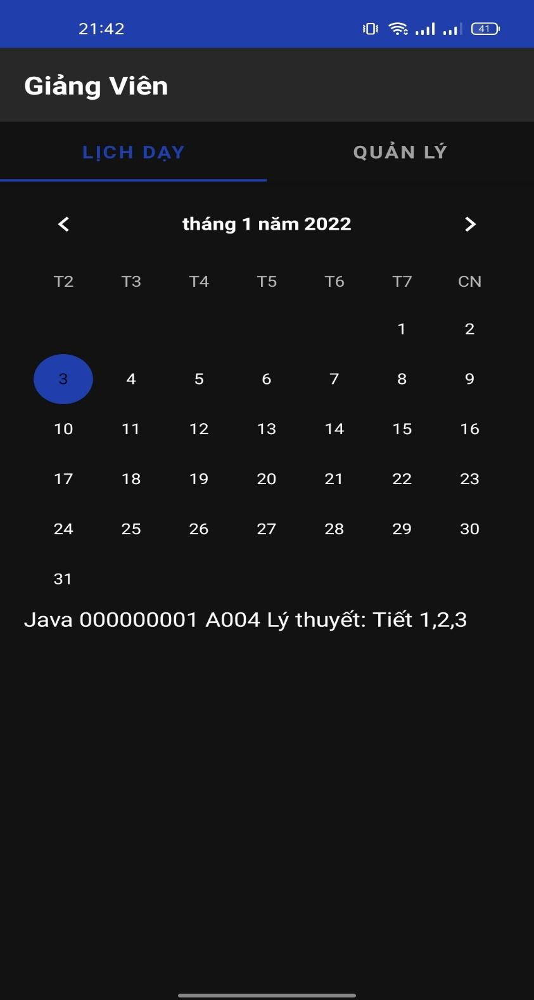 21:42 41
Giảng Viên
LỊCH DẠY QUẢN LÝ
tháng 1 năm 2022
T2 T3 T4 T5 T6 T7 CN
1 2
3 4 5 6 7 8 9
10 11 12 13 14 15 16
17 18 19 20 21 22 23
24 25 26 27 28 29 30
31
Java 000000001 A004 Lý thuyết: Tiết 1,2,3